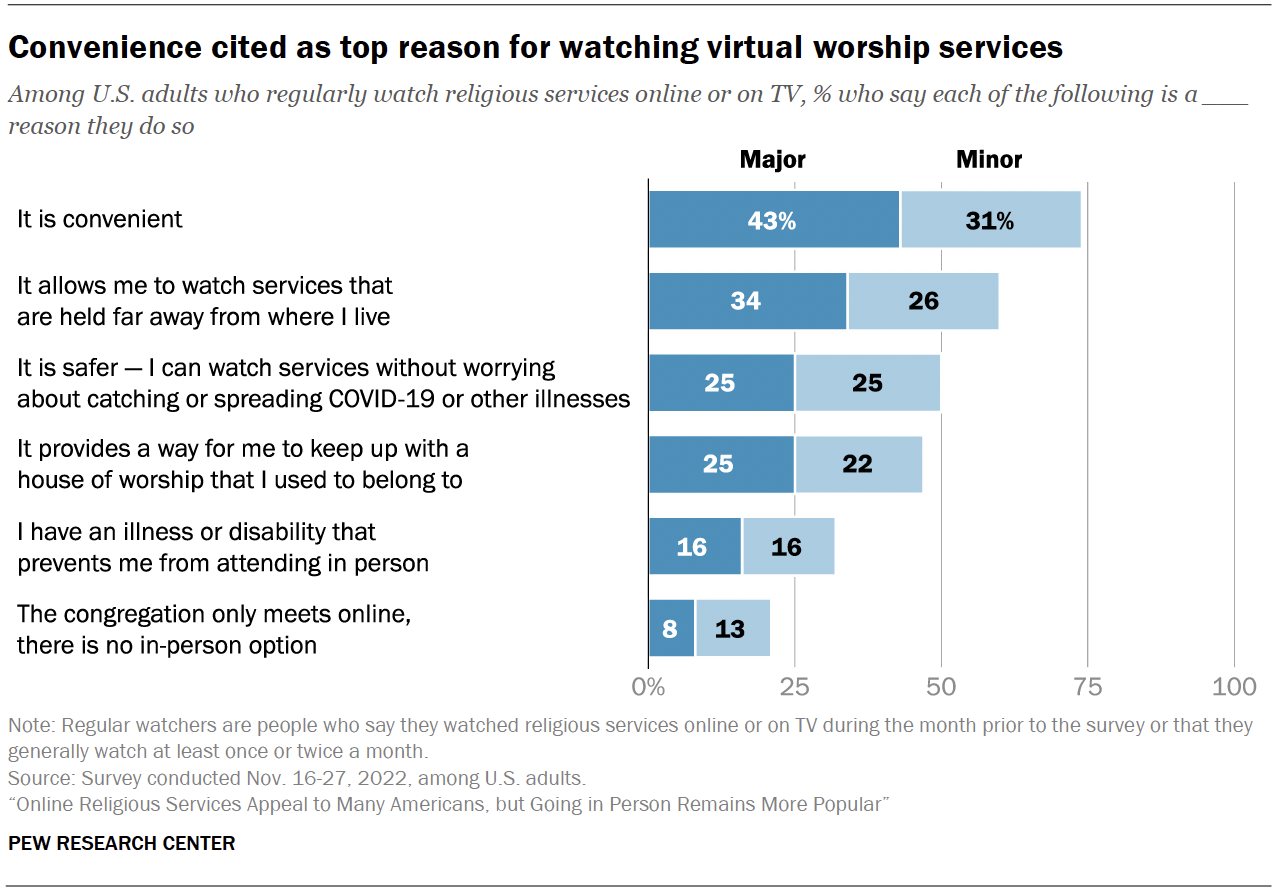 Convenience cited as top reason for watching virtual worship services
Among U.S. adults who regularly watch religious services online or on TV, % who say each of the following is a ___
reason they do so
Major Minor
It is convenient 43% 31%
It allows me to watch services that
are held far away from where I live 34 26
It is safer — I can watch services without worrying
about catching or spreading COVID-19 or other illnesses 25 25
It provides a way for me to keep up with a
house of worship that I used to belong to 25 22
I have an illness or disability that
prevents me from attending in person 16 16
The congregation only meets online,
there is no in-person option 8 13
0% 25 50 75 100
Note: Regular watchers are people who say they watched religious services online or on TV during the month prior to the survey or that they
generally watch at least once or twice a month.
Source: Survey conducted Nov. 16-27, 2022, among U.S. adults.
“Online Religious Services Appeal to Many Americans, but Going in Person Remains More Popular”
PEW RESEARCH CENTER